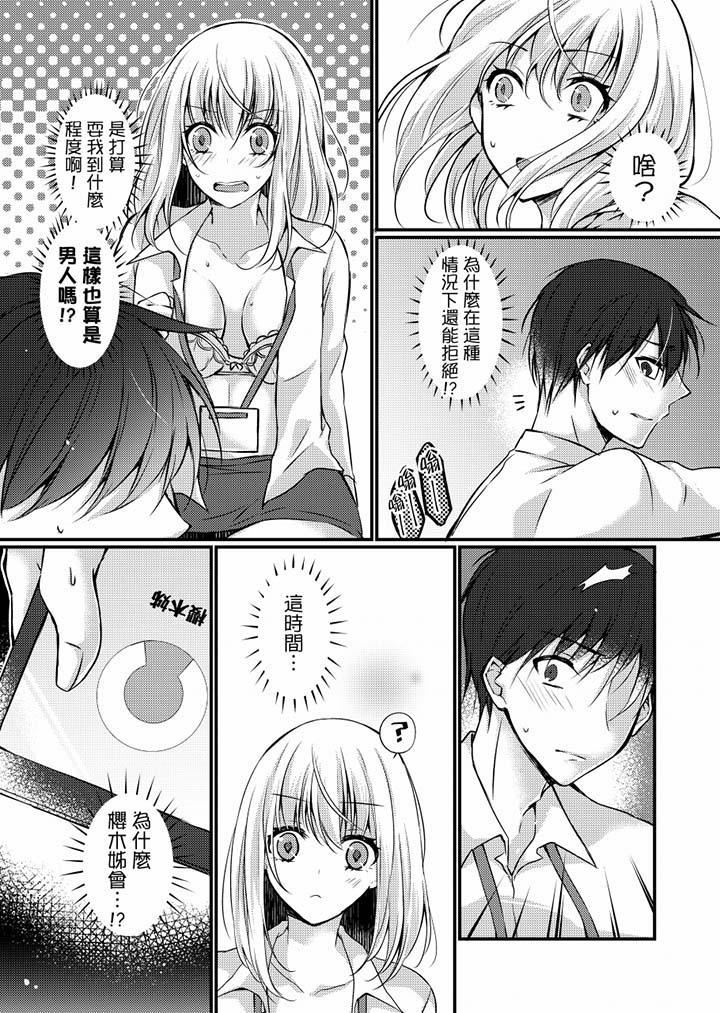 啥?
為什麼在這種
情況下還能拒絕!?
嗡
嗡
嗡
是打算
耍我到什麼
程度啊!
這樣也算是
男人嗎!?
這時間…
?
櫻木姊
為什麼
櫻木姊會…!?